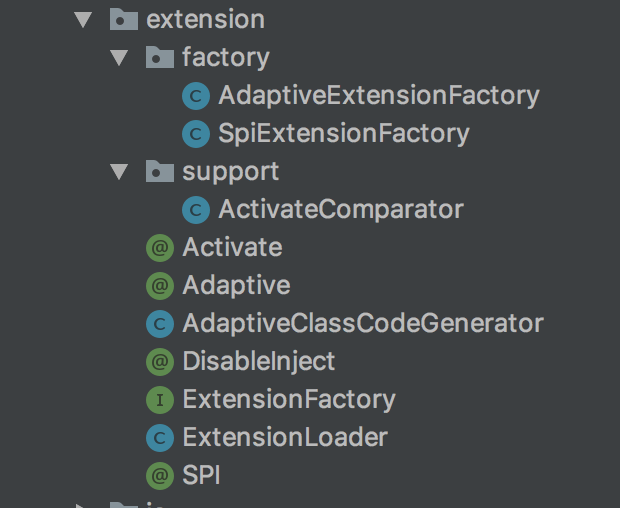 extension
factory
AdaptiveExtensionFactory
SpiExtensionFactory
support
ActivateComparator
Activate
Adaptive
AdaptiveClassCodeGenerator
DisableInject
ExtensionFactory
ExtensionLoader
SPI